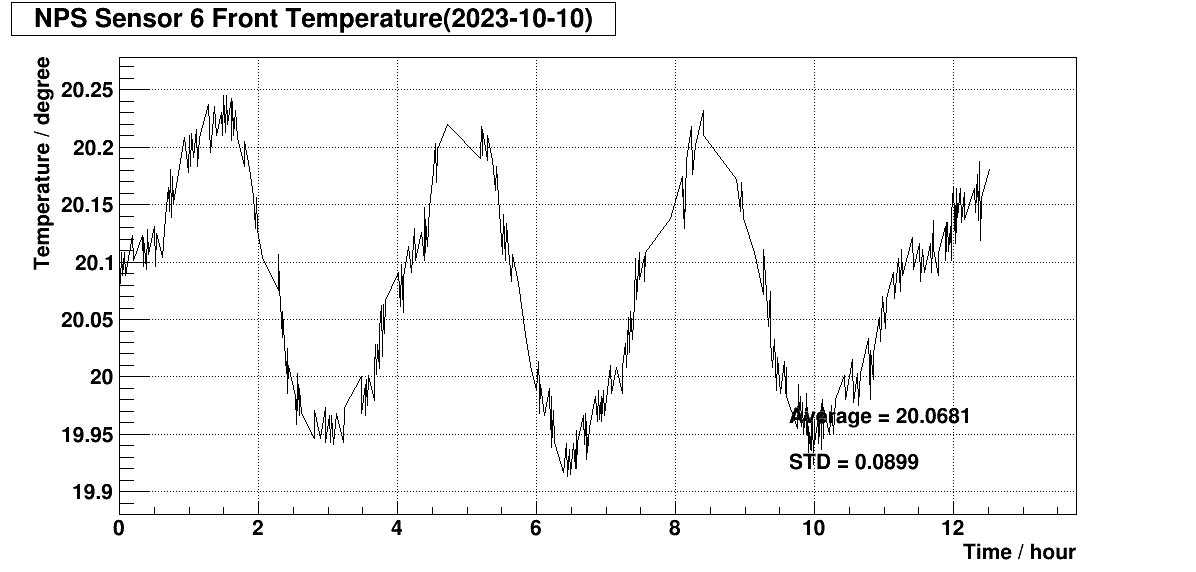 NPS Sensor 6 Front Temperature(2023-10-10)
Temperature / degree
20.25
20.2
20.15
20.1
20.05
20
19.95
19.9
Average = 20.0681
STD = 0.0899
0 2 4 6 8 10 12
Time / hour